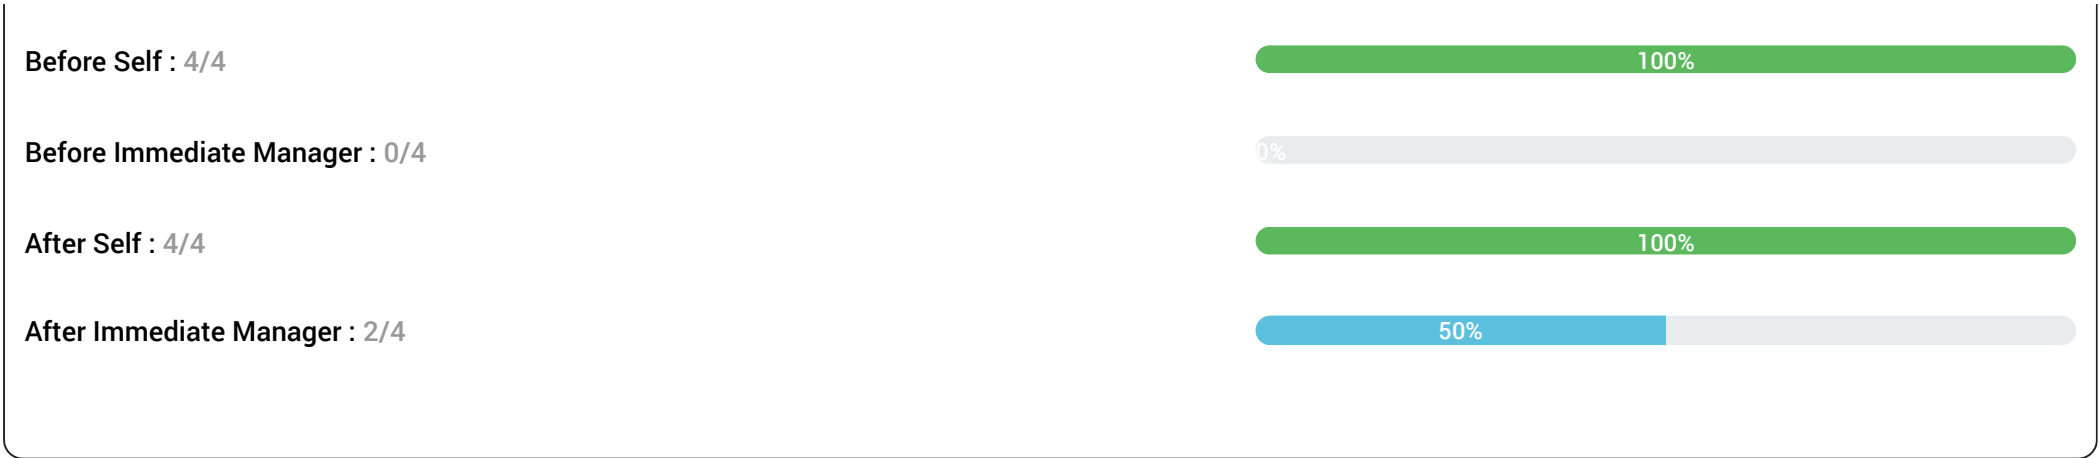 Before Self : 4/4
100%
Before Immediate Manager : 0/4
0%
After Self : 4/4
100%
After Immediate Manager : 2/4
50%